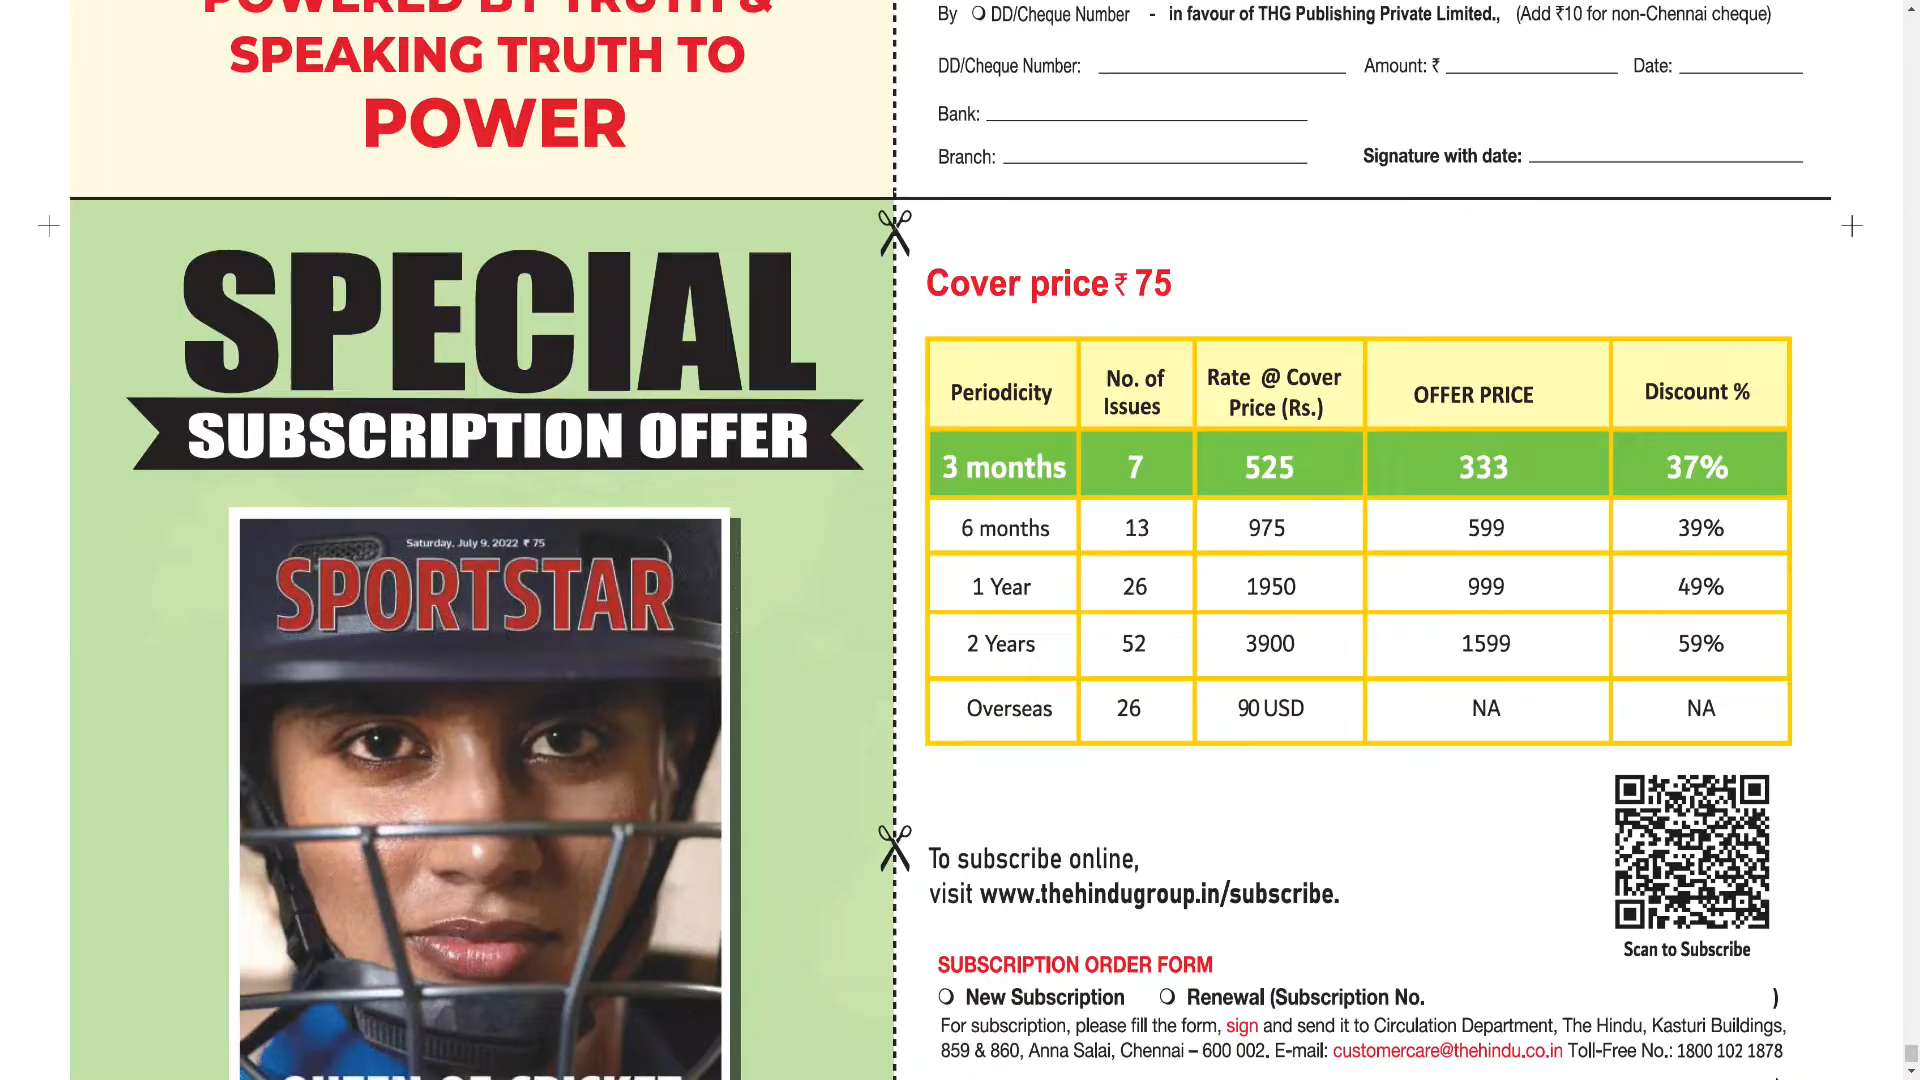 POWERED BY TRUTH &
SPEAKING TRUTH TO
POWER
By DD/Cheque Number - in favour of THG Publishing Private Limited., (Add ₹10 for non-Chennai cheque)
DD/Cheque Number: Amount: ₹ Date:
Bank:
Branch: Signature with date:
SPECIAL
SUBSCRIPTION OFFER
Saturday, July 9, 2022 ₹ 75
SPORTSTAR
QUEEN OF CRICKET
Cover price ₹ 75
Periodicity No. of Issues Rate @ Cover Price (Rs.) OFFER PRICE Discount %
3 months 7 525 333 37%
6 months 13 975 599 39%
1 Year 26 1950 999 49%
2 Years 52 3900 1599 59%
Overseas 26 90 USD NA NA
To subscribe online,
visit www.thehindugroup.in/subscribe.
Scan to Subscribe
SUBSCRIPTION ORDER FORM
New Subscription Renewal (Subscription No. )
For subscription, please fill the form, sign and send it to Circulation Department, The Hindu, Kasturi Buildings,
859 & 860, Anna Salai, Chennai – 600 002. E-mail: customercare@thehindu.co.in Toll-Free No.: 1800 102 1878